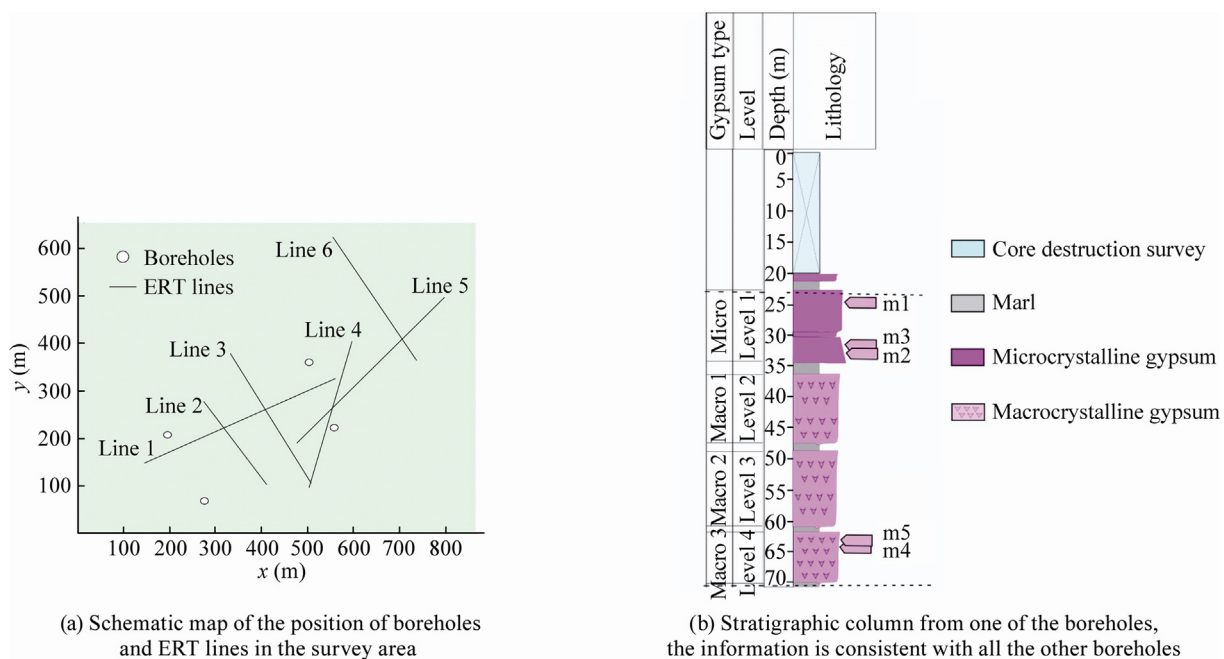 600
500
400
300
200
100
y (m)
Boreholes
ERT lines
Line 6
Line 5
Line 4
Line 3
Line 2
Line 1
100 200 300 400 500 600 700 800
x (m)
(a) Schematic map of the position of boreholes
and ERT lines in the survey area
Gypsum type
Level
Depth (m)
Lithology
0
5
10
15
20
25
30
35
40
45
50
55
60
65
70
Micro
Level 1
Macro 1
Level 2
Macro 2
Level 3
Macro 3
Level 4
m1
m3
m2
m5
m4
Core destruction survey
Marl
Microcrystalline gypsum
Macrocrystalline gypsum
(b) Stratigraphic column from one of the boreholes,
the information is consistent with all the other boreholes